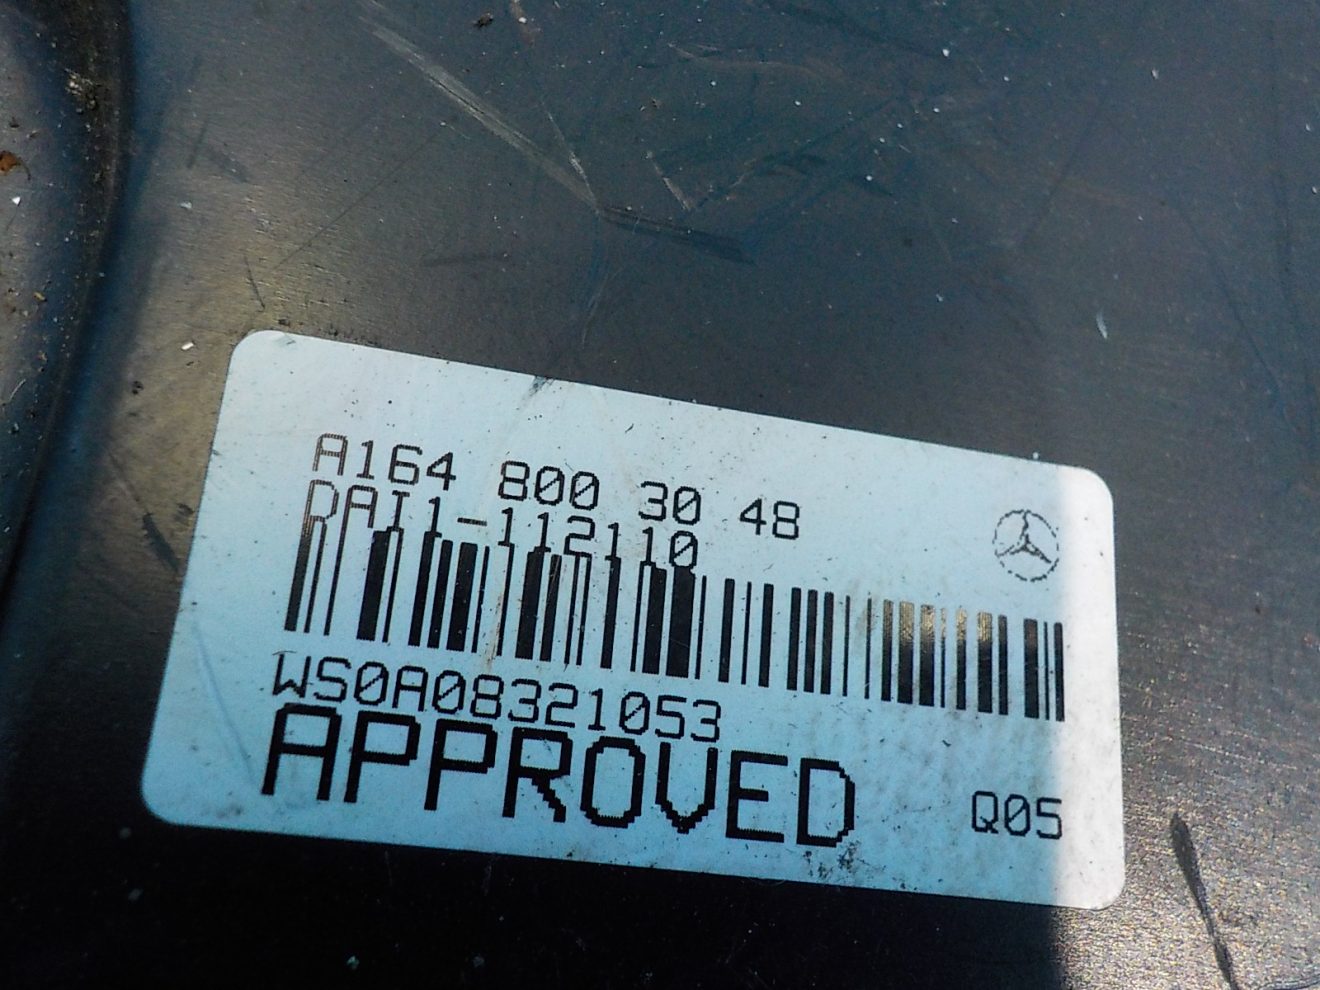 A164 800 30 48
DAI1-112110
WS0A08321053
APPROVED
Q05